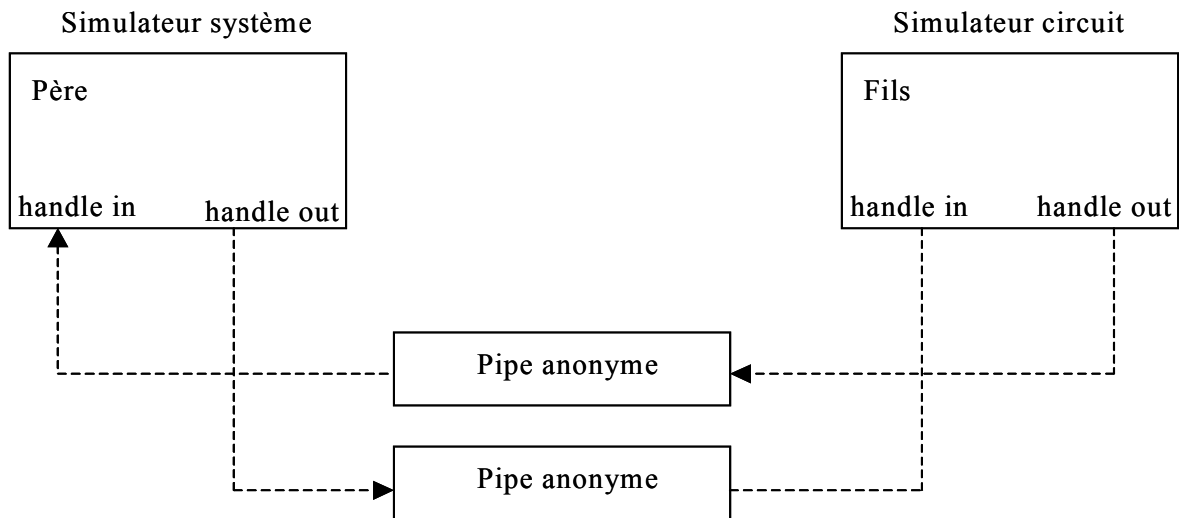 Simulateur système
Simulateur circuit
Père
Fils
handle in
handle out
handle in
handle out
Pipe anonyme
Pipe anonyme